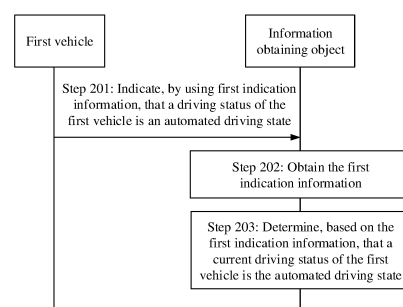 First vehicle
Information
obtaining object
Step 201: Indicate, by using first indication
information, that a driving status of the
first vehicle is an automated driving state
Step 202: Obtain the first
indication information
Step 203: Determine, based on the
first indication information, that a
current driving status of the first
vehicle is the automated driving state